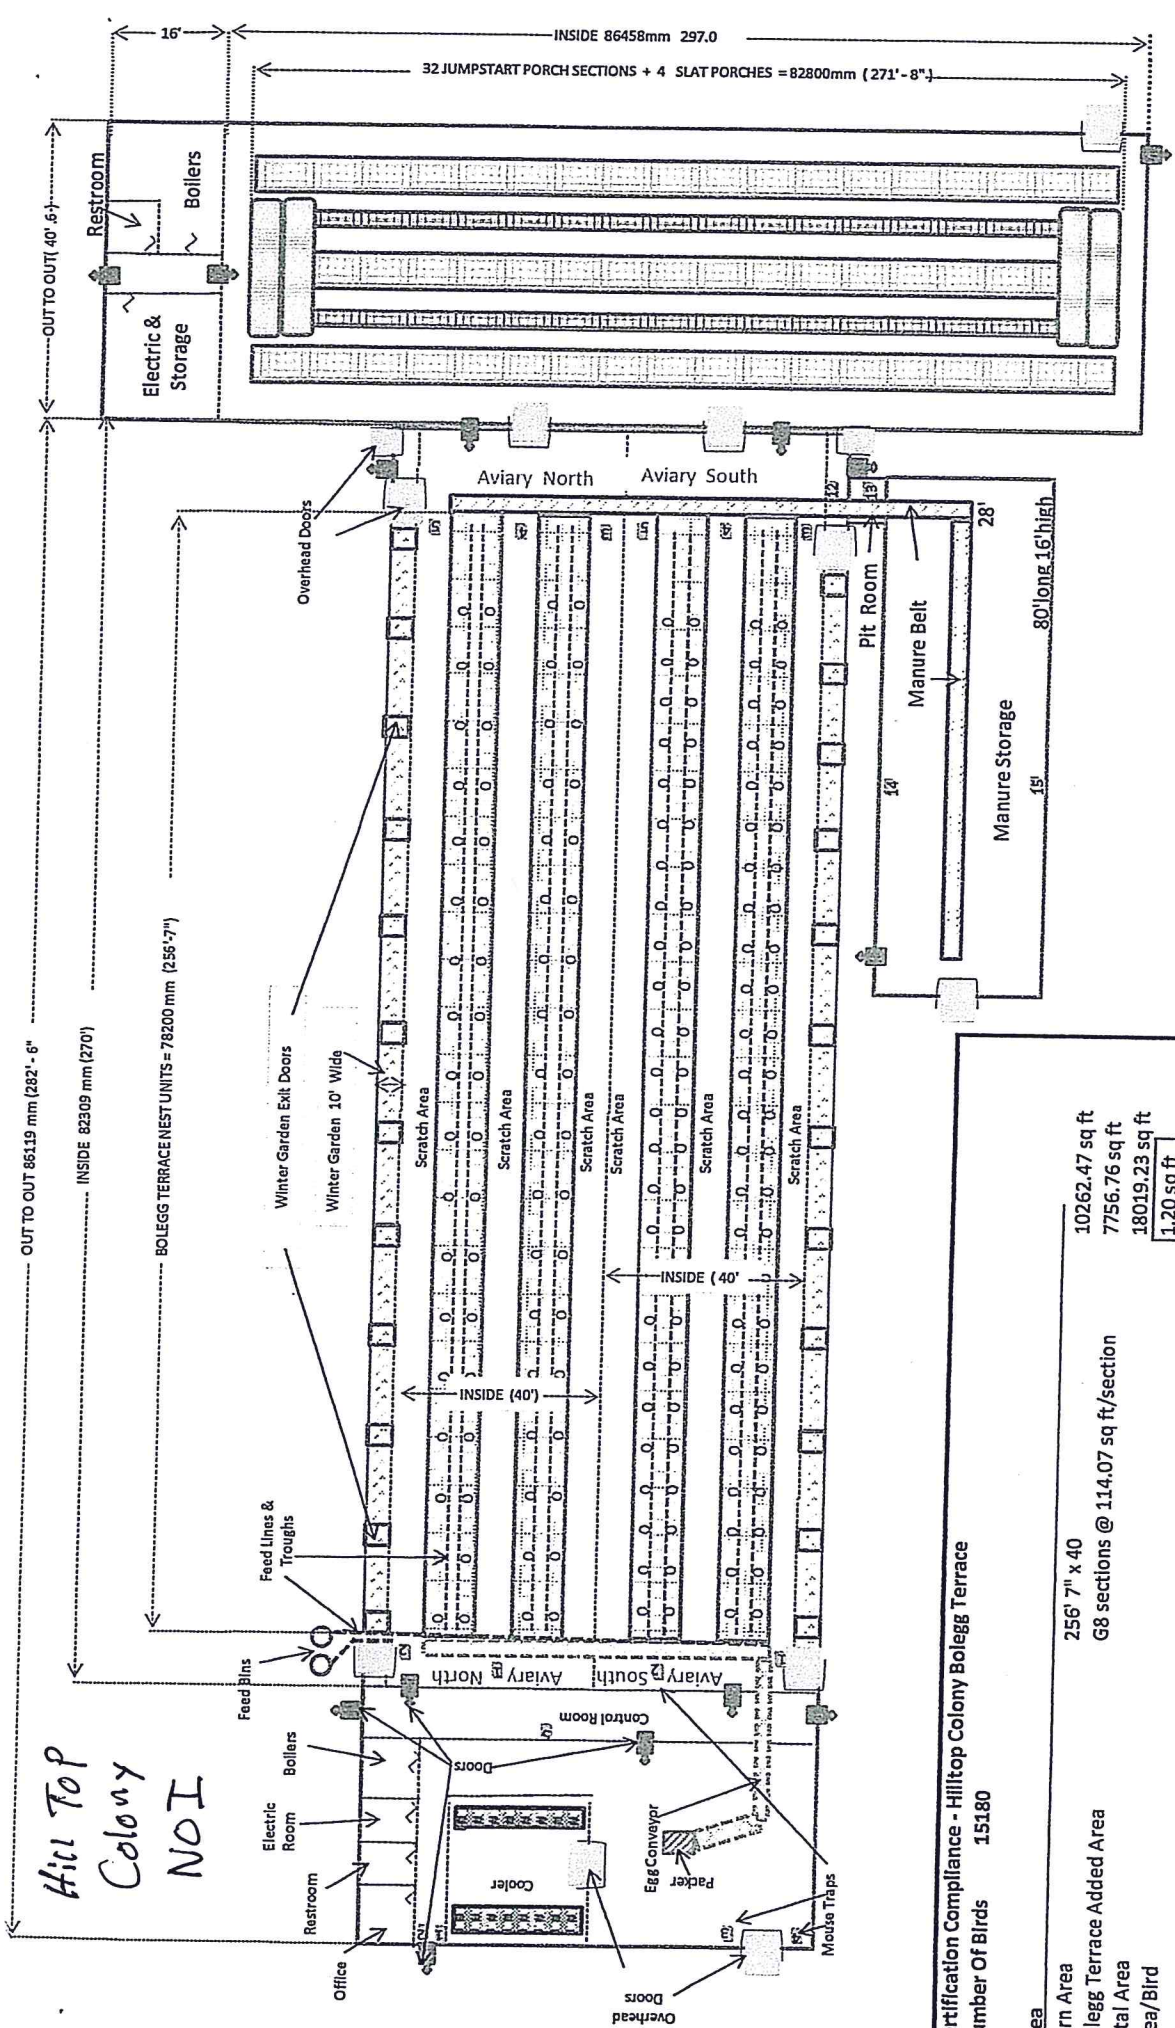 Hill Top
Colony
NOI
OUT TO OUT 86119 mm (282' - 6"
INSIDE 82309 mm (270')
BOLEGG TERRACE NEST UNITS = 78200 mm (256'-7")
OUT TO OUT( 40'.6-)
16'
INSIDE 86458mm 297.0
32 JUMPSTART PORCH SECTIONS + 4 SLAT PORCHES = 82800mm ( 271' - 8".)
Restroom
Boilers
Electric &
Storage
Overhead Doors
Aviary North
Aviary South
12'
13'
28'
Pit Room
Manure Belt
14'
Manure Storage
15'
80'long 16'high
Winter Garden Exit Doors
Winter Garden 10' Wide
Scratch Area
Scratch Area
Scratch Area
Scratch Area
Scratch Area
Scratch Area
INSIDE (40')
INSIDE ( 40'
Feed Lines &
Troughs
Feed Bins
Aviary North
Aviary South
Control Room
Boilers
Electric
Room
Restroom
Office
Doors
Cooler
Egg Conveyor
Packer
Mouse Traps
Overhead
Doors
rtification Compliance - Hilltop Colony Bolegg Terrace
umber Of Birds 15180
ea
rn Area 256' 7" x 40 10262.47 sq ft
legg Terrace Added Area G8 sections @ 114.07 sq ft/section 7756.76 sq ft
tal Area 18019.23 sq ft
ea/Bird 1.20 sq ft